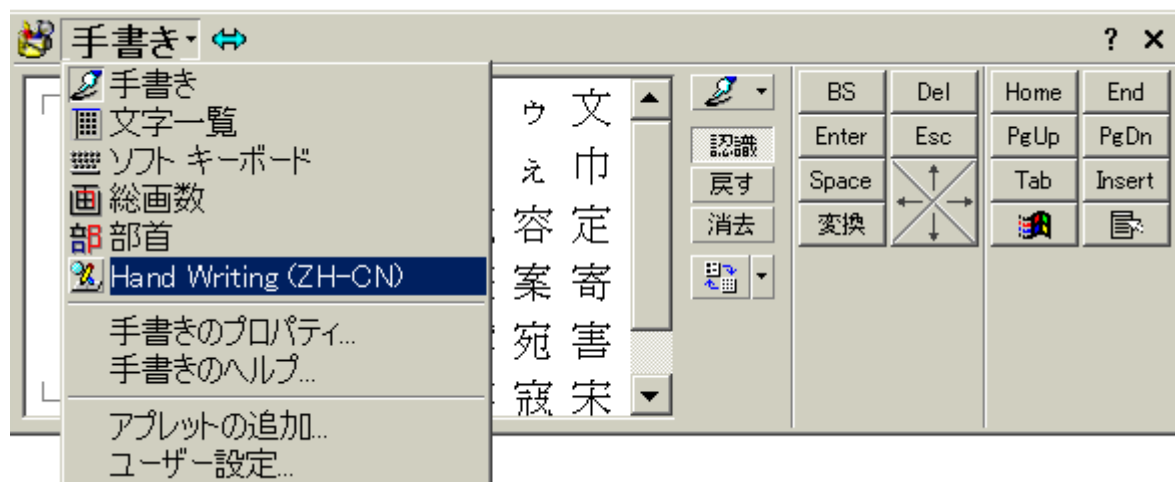 手書き
手書き
文字一覧
ソフト キーボード
画 総画数
部 部首
Hand Writing (ZH-CN)
手書きのプロパティ...
手書きのヘルプ...
アプレットの追加...
ユーザー設定...
ゥ 文
ぇ 巾
容 定
案 寄
宛 害
寇 宋
認識
戻す
消去
BS Del Home End
Enter Esc PgUp PgDn
Space Tab Insert
変換